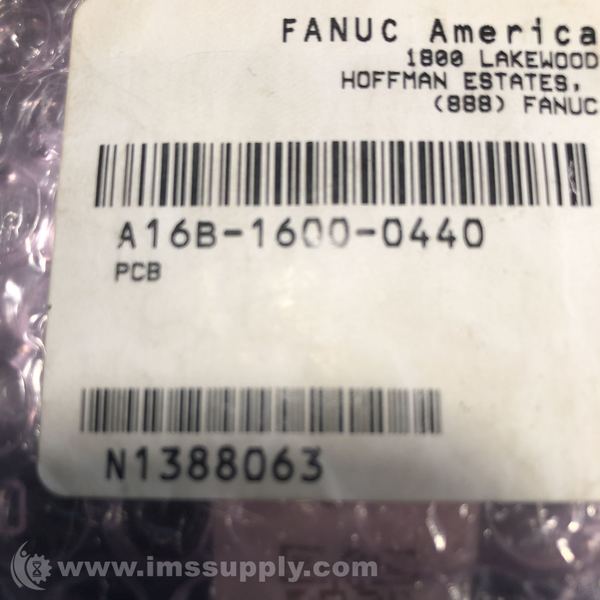 FANUC America
1800 LAKEWOOD
HOFFMAN ESTATES,
(888) FANUC
A16B-1600-0440
PCB
N1388063
www.imssupply.com